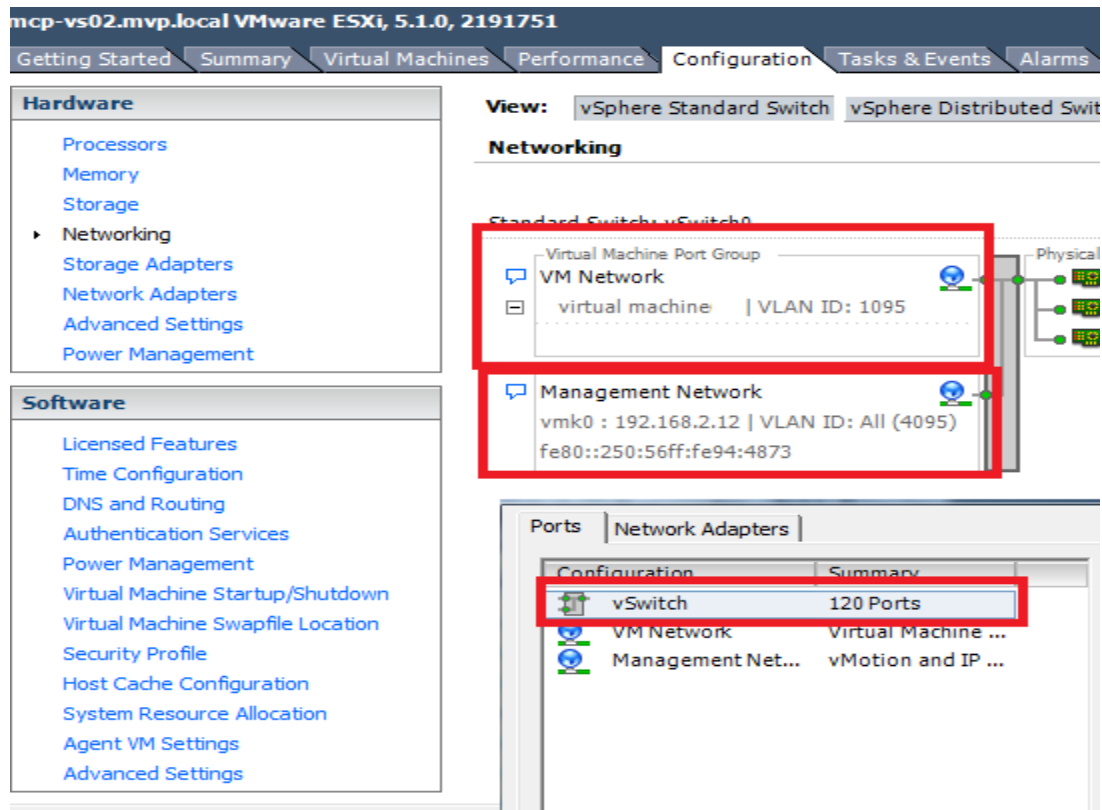 mcp-vs02.mvp.local VMware ESXi, 5.1.0, 2191751
Getting Started Summary Virtual Machines Performance Configuration Tasks & Events Alarms
Hardware
Processors
Memory
Storage
Networking
Storage Adapters
Network Adapters
Advanced Settings
Power Management
Software
Licensed Features
Time Configuration
DNS and Routing
Authentication Services
Power Management
Virtual Machine Startup/Shutdown
Virtual Machine Swapfile Location
Security Profile
Host Cache Configuration
System Resource Allocation
Agent VM Settings
Advanced Settings
View: vSphere Standard Switch vSphere Distributed Swit
Networking
Standard Switch: vSwitch0
Virtual Machine Port Group
Physical
VM Network
virtual machine | VLAN ID: 1095
Management Network
vmk0 : 192.168.2.12 | VLAN ID: All (4095)
fe80::250:56ff:fe94:4873
Ports Network Adapters
Configuration Summary
vSwitch 120 Ports
VM Network Virtual Machine ...
Management Net... vMotion and IP ...